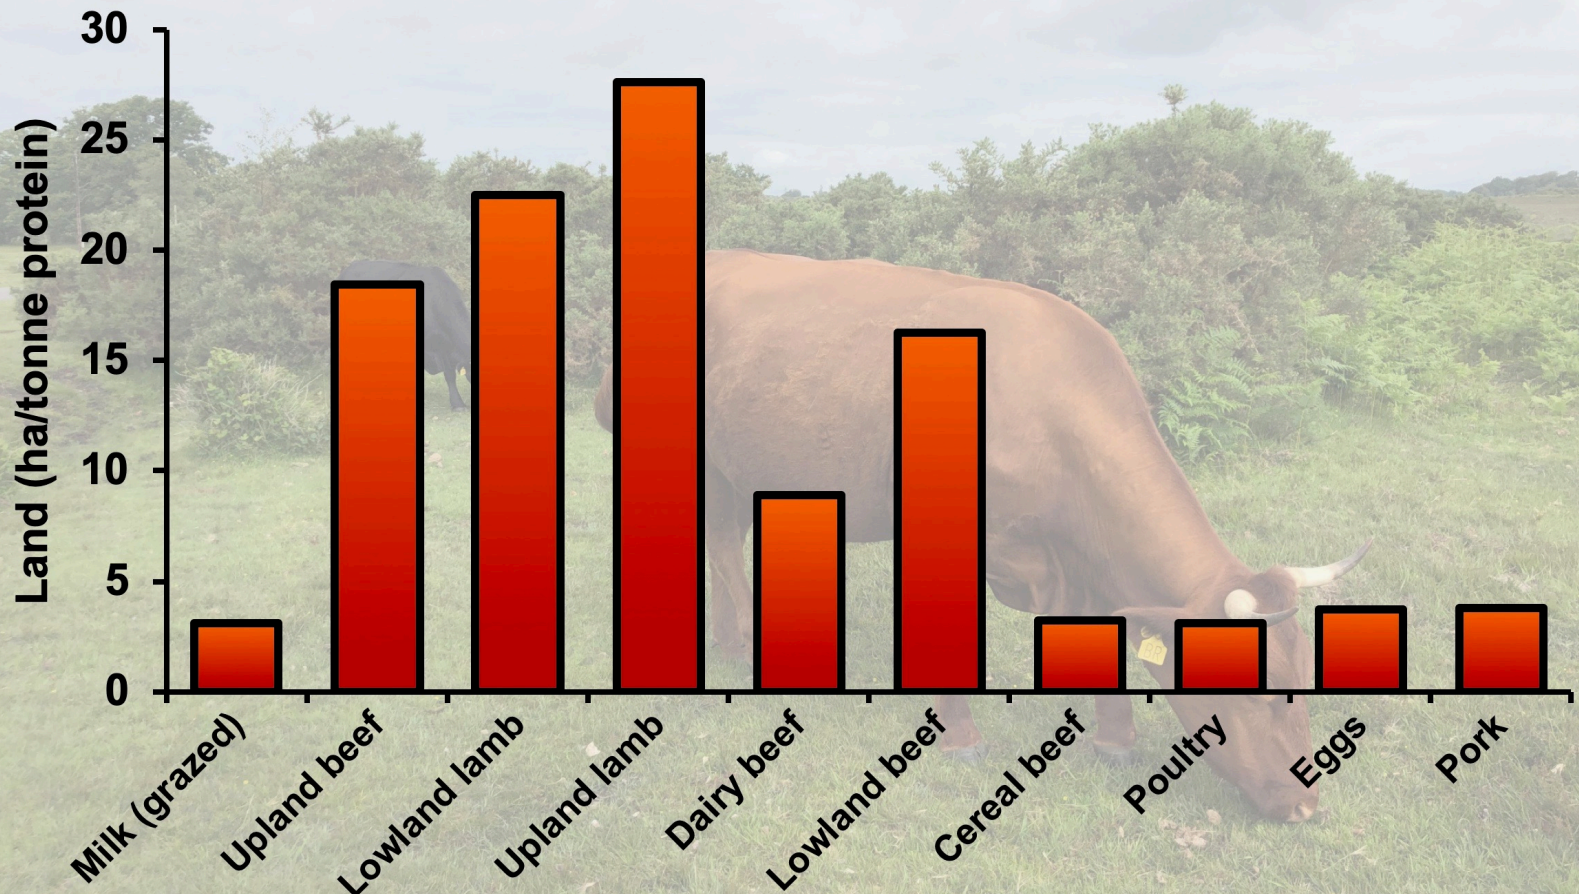 Land (ha/tonne protein)
30
25
20
15
10
5
0
Milk (grazed)
Upland beef
Lowland lamb
Upland lamb
Dairy beef
Lowland beef
Cereal beef
Poultry
Eggs
Pork